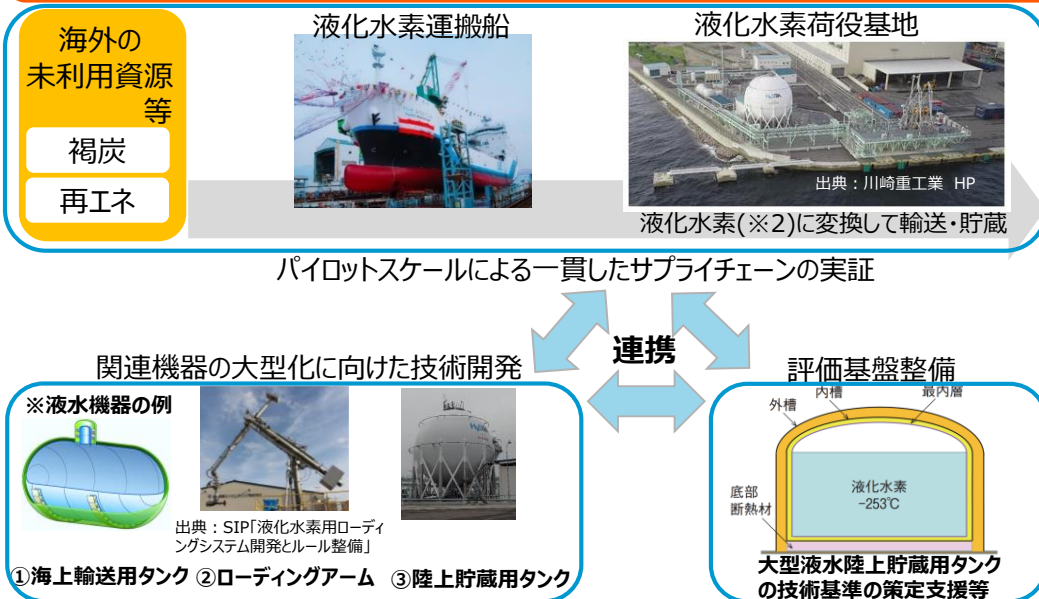 海外の
未利用資源
等
褐炭
再エネ
液化水素運搬船
液化水素荷役基地
出典：川崎重工業 HP
液化水素(※2)に変換して輸送・貯蔵
パイロットスケールによる一貫したサプライチェーンの実証
連携
関連機器の大型化に向けた技術開発
※液水機器の例
出典：SIP「液化水素用ローディ
ングシステム開発とルール整備」
①海上輸送用タンク ②ローディングアーム ③陸上貯蔵用タンク
評価基盤整備
外槽
内槽
最内層
液化水素
-253℃
底部
断熱材
大型液水陸上貯蔵用タンク
の技術基準の策定支援等